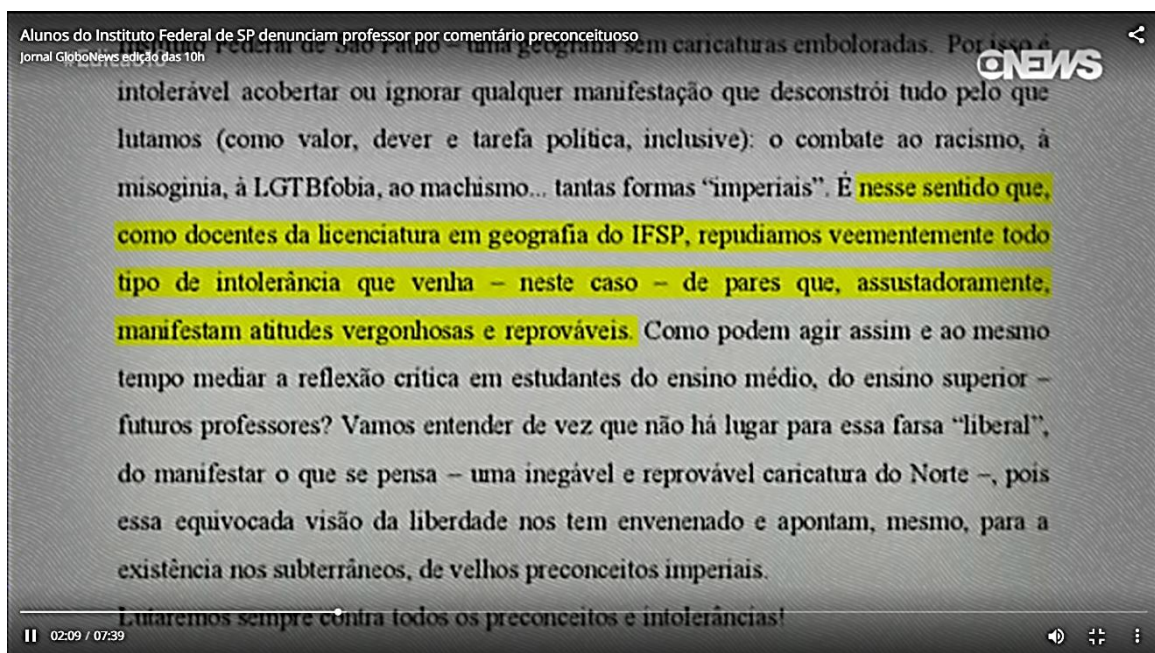 Alunos do Instituto Federal de SP denunciam professor por comentário preconceituoso
Jornal GloboNews edição das 10h
Instituto Federal de São Paulo – uma geografia sem caricaturas emboloradas. Por isso é
NEWS
intolerável acobertar ou ignorar qualquer manifestação que desconstrói tudo pelo que
lutamos (como valor, dever e tarefa política, inclusive): o combate ao racismo, à
misoginia, à LGTBfobia, ao machismo... tantas formas “imperiais”. É nesse sentido que,
como docentes da licenciatura em geografia do IFSP, repudiamos veementemente todo
tipo de intolerância que venha – neste caso – de pares que, assustadoramente,
manifestam atitudes vergonhosas e reprováveis. Como podem agir assim e ao mesmo
tempo mediar a reflexão crítica em estudantes do ensino médio, do ensino superior –
futuros professores? Vamos entender de vez que não há lugar para essa farsa “liberal”,
do manifestar o que se pensa – uma inegável e reprovável caricatura do Norte –, pois
essa equivocada visão da liberdade nos tem envenenado e apontam, mesmo, para a
existência nos subterrâneos, de velhos preconceitos imperiais.
Lutaremos sempre contra todos os preconceitos e intolerâncias!
02:09 / 07:39